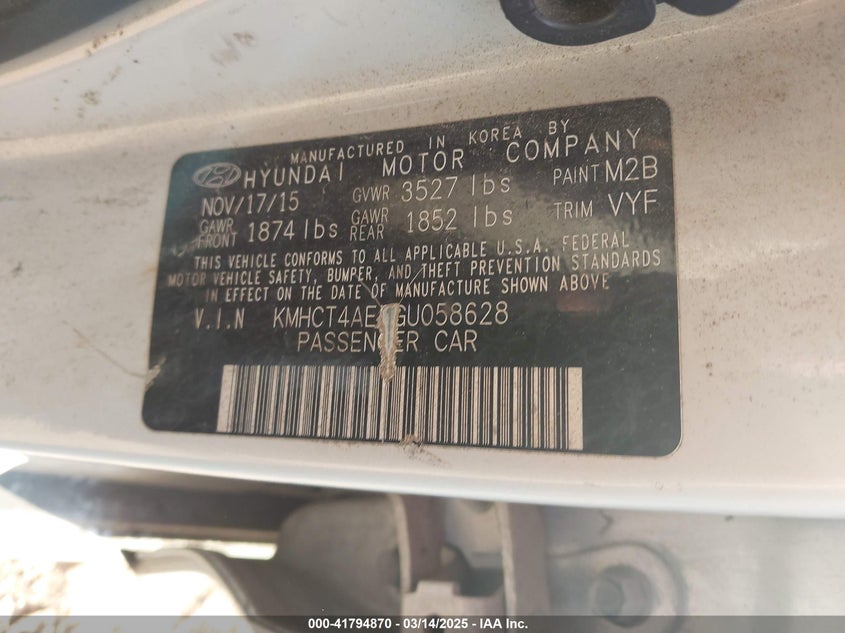 MANUFACTURED IN KOREA BY
HYUNDAI MOTOR COMPANY
NOV/17/15 GVWR 3527 lbs PAINT M2B
GAWR FRONT 1874 lbs GAWR REAR 1852 lbs TRIM VYF
THIS VEHICLE CONFORMS TO ALL APPLICABLE U.S.A. FEDERAL
MOTOR VEHICLE SAFETY, BUMPER, AND THEFT PREVENTION STANDARDS
IN EFFECT ON THE DATE OF MANUFACTURE SHOWN ABOVE
V.I.N
PASSENGER CAR
000-41794870 — 03/14/2025 — IAA Inc.